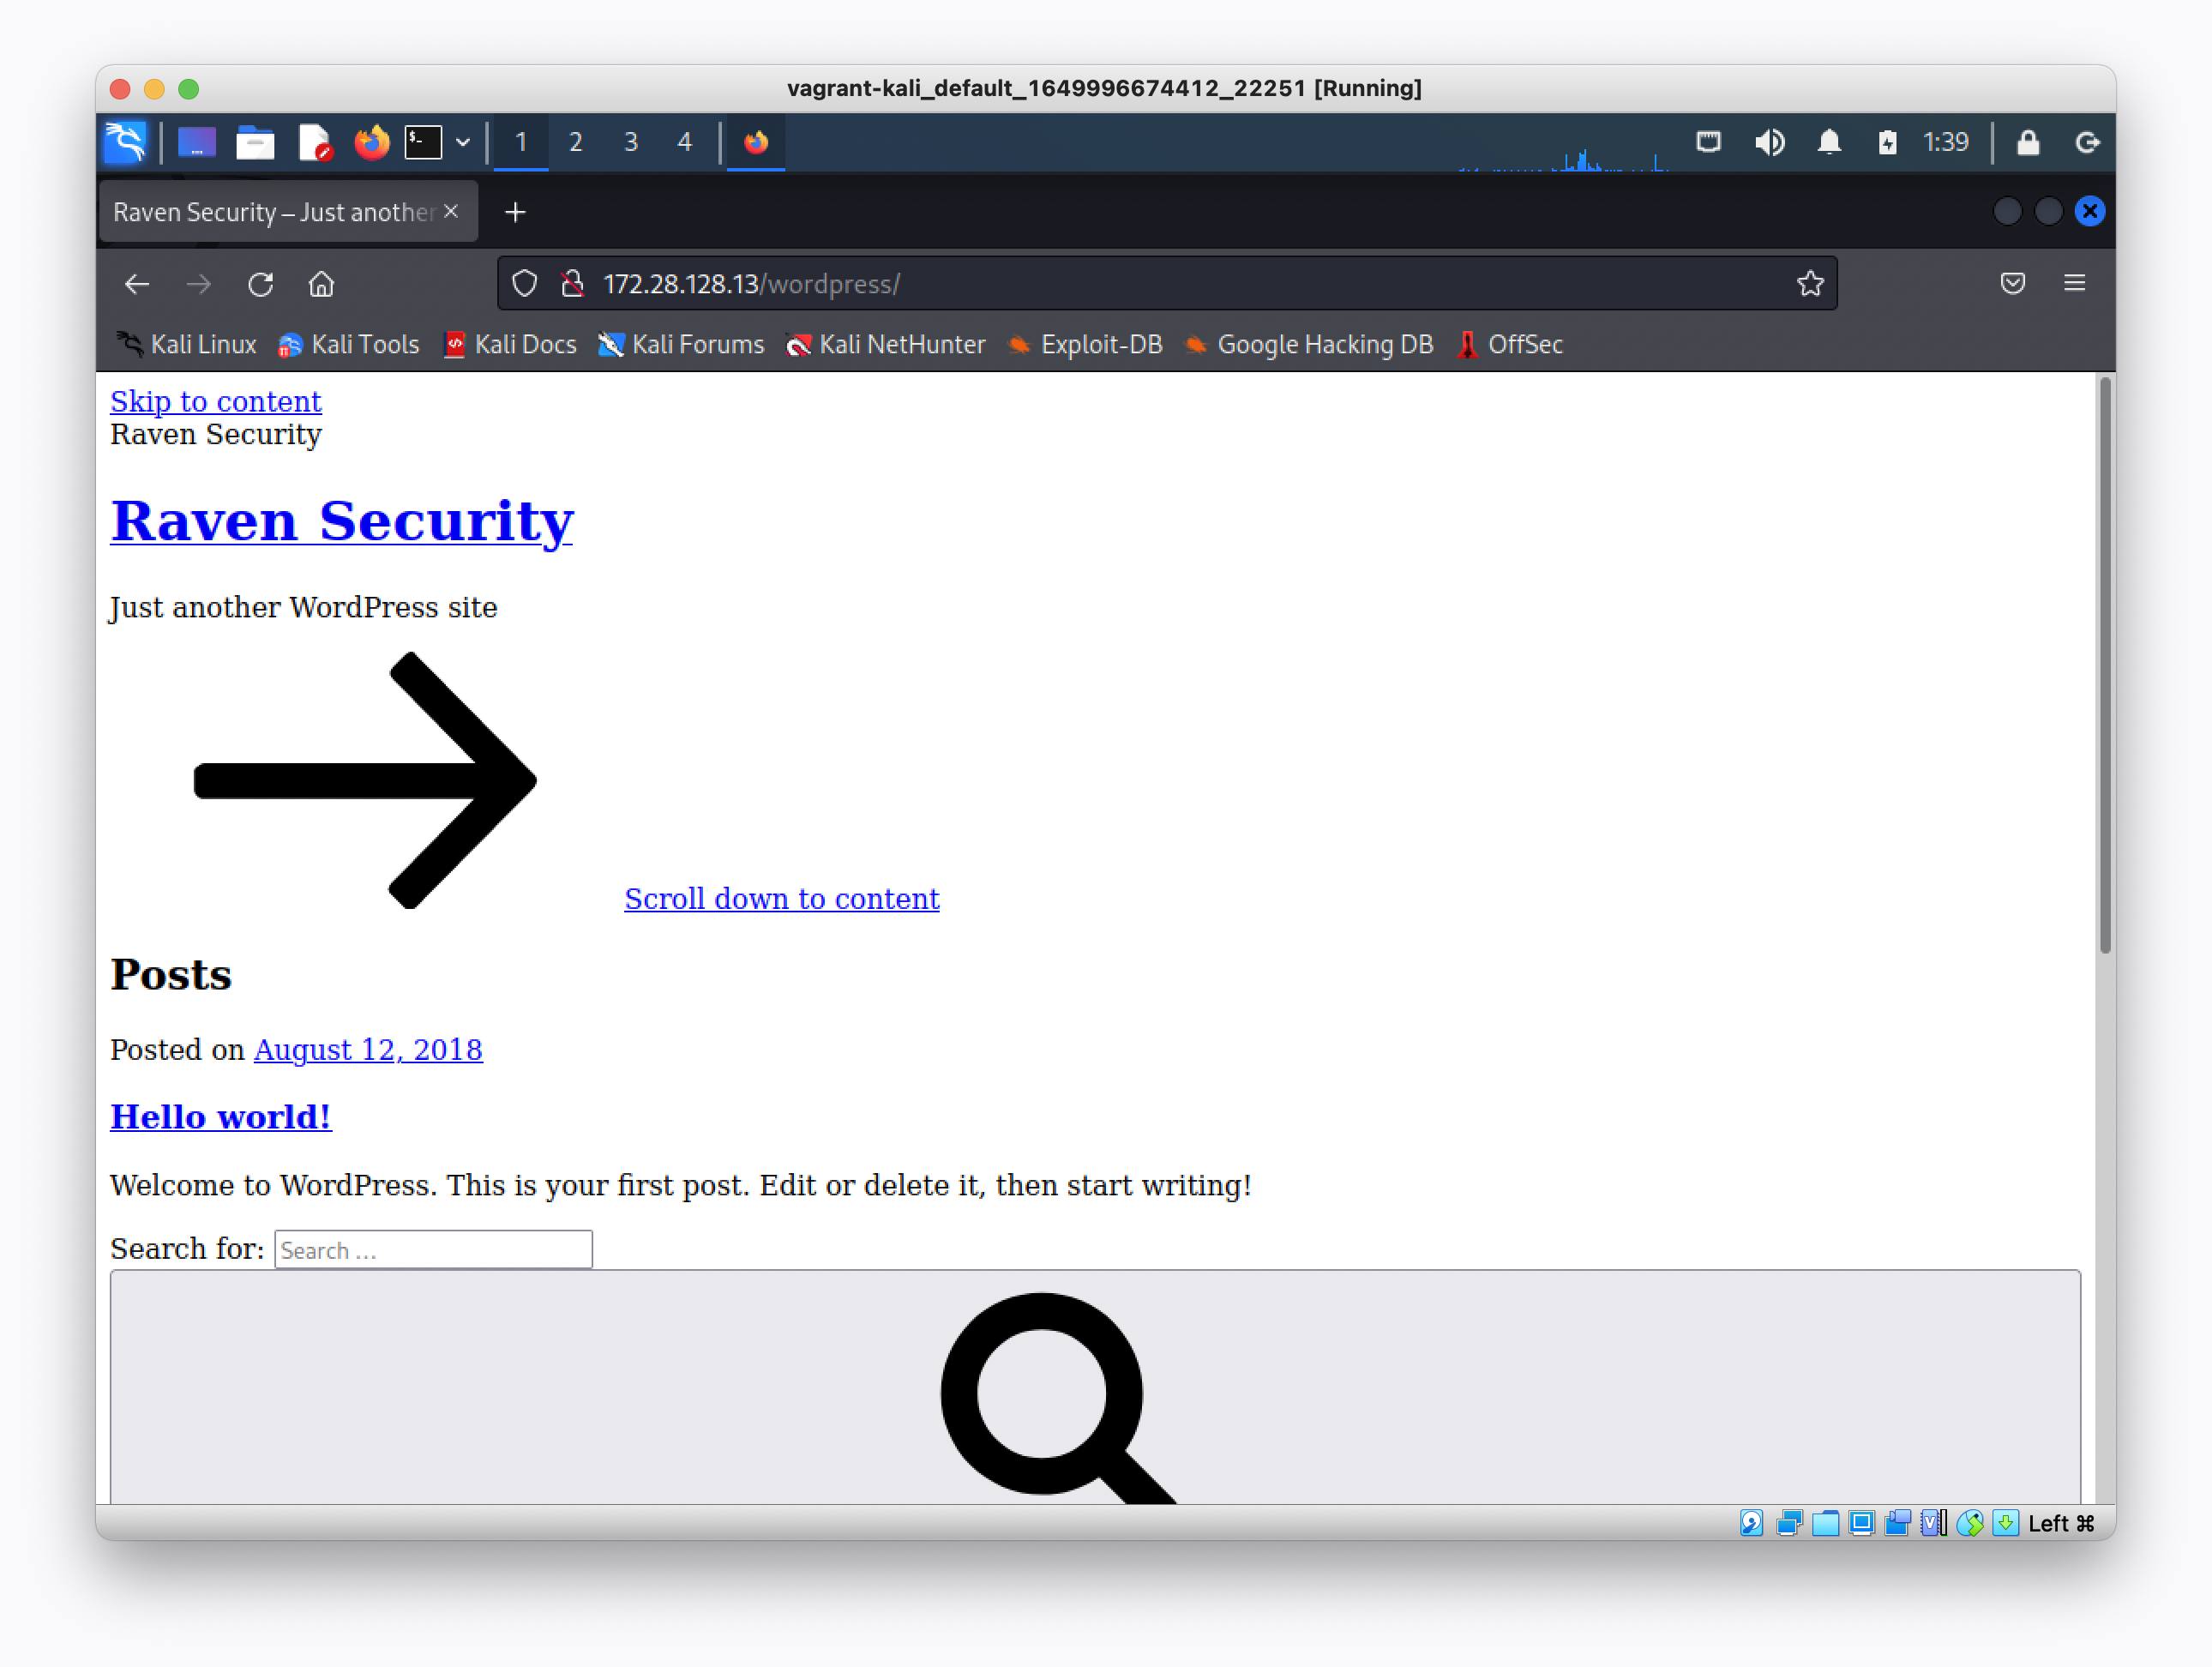 vagrant-kali_default_1649996674412_22251 [Running]
1 2 3 4 1:39
Raven Security – Just another
172.28.128.13/wordpress/
Kali Linux Kali Tools Kali Docs Kali Forums Kali NetHunter Exploit-DB Google Hacking DB OffSec
Skip to content
Raven Security
Raven Security
Just another WordPress site
Scroll down to content
Posts
Posted on August 12, 2018
Hello world!
Welcome to WordPress. This is your first post. Edit or delete it, then start writing!
Search for: Search ...
Left ⌘